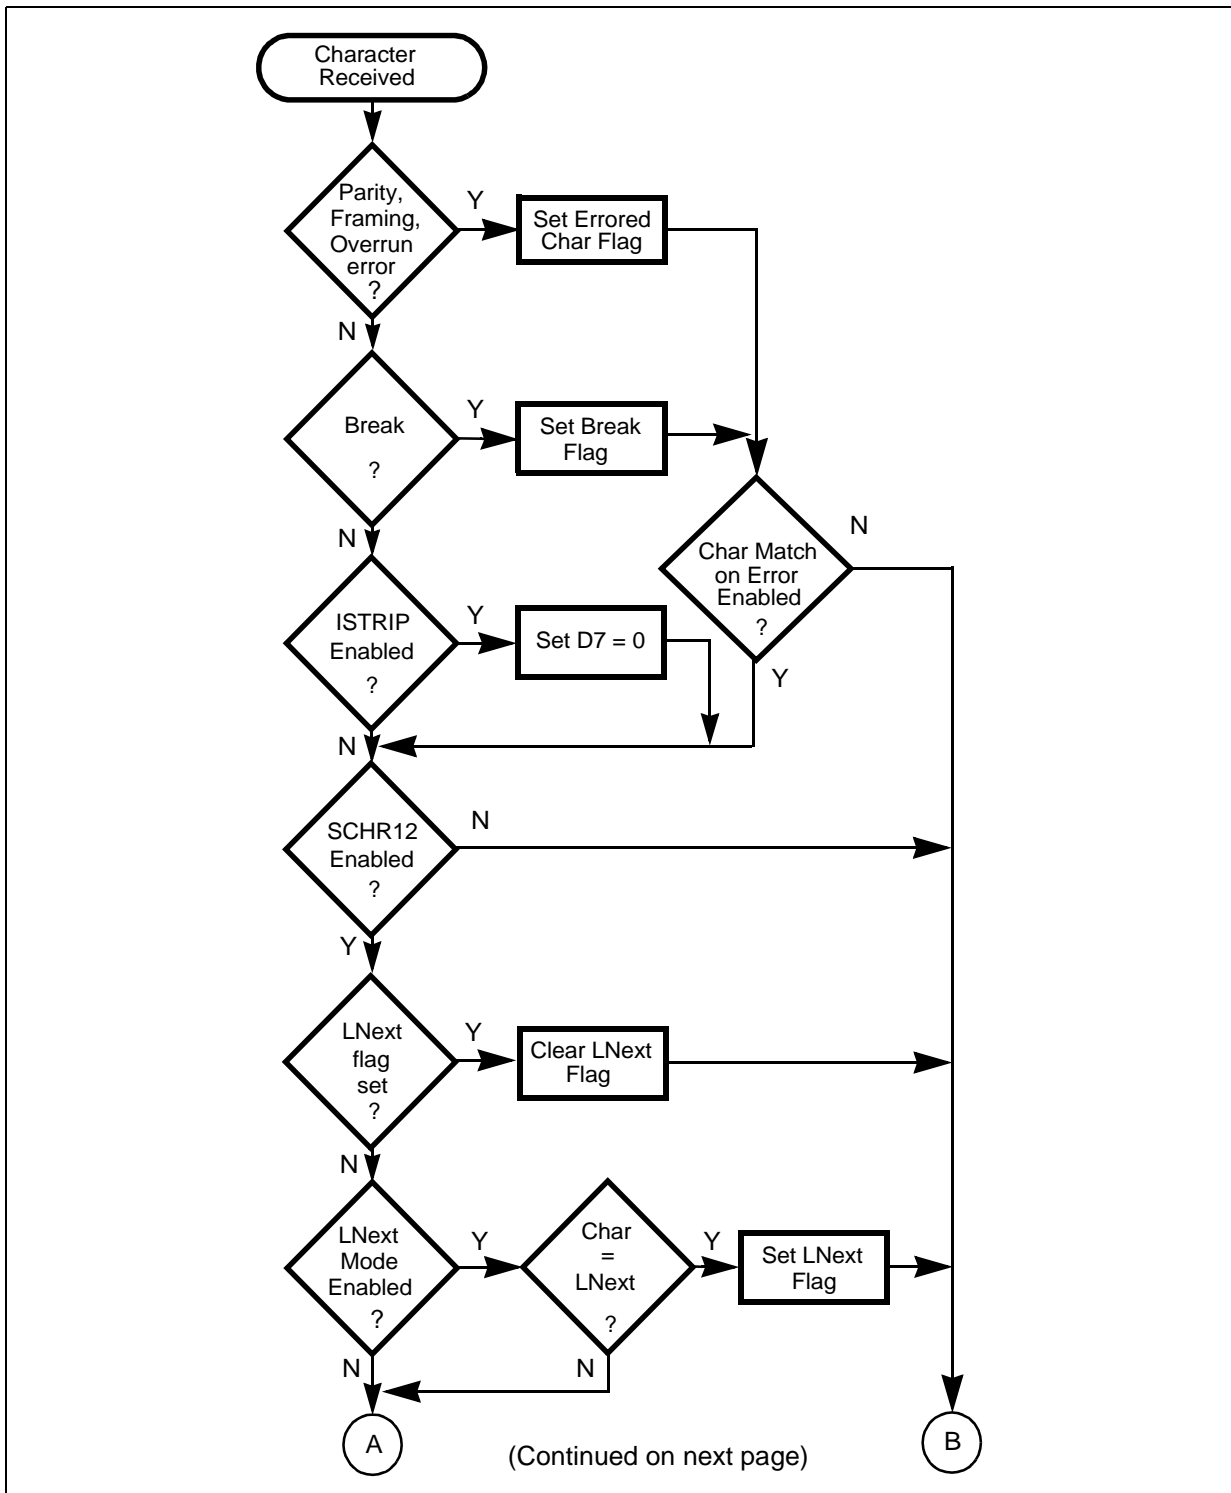 Character
Received
Parity,
Framing,
Overrun
error
?
Y
Set Errored
Char Flag
N
Break
?
Y
Set Break
Flag
N
Char Match
on Error
Enabled
?
N
Y
ISTRIP
Enabled
?
Y
Set D7 = 0
N
SCHR12
Enabled
?
N
Y
LNext
flag
set
?
Y
Clear LNext
Flag
N
LNext
Mode
Enabled
?
Y
Char
=
LNext
?
Y
Set LNext
Flag
N
N
A
(Continued on next page)
B